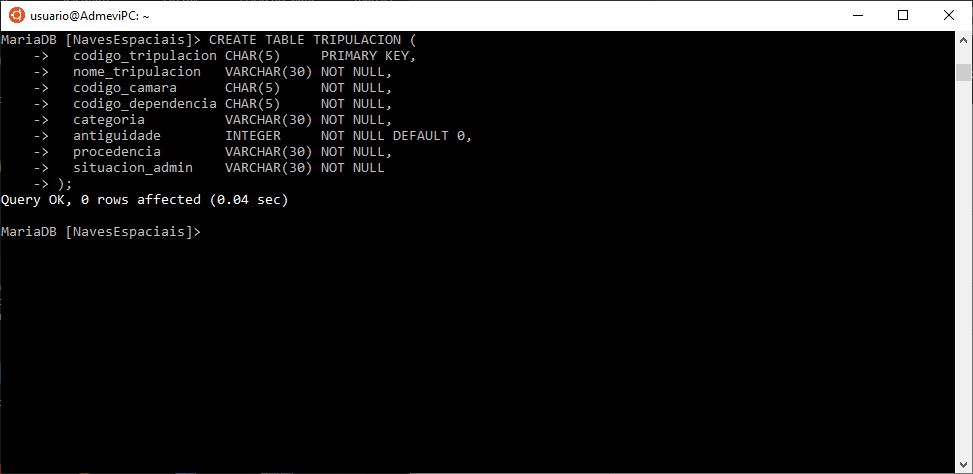 usuario@AdmeviPC: ~
MariaDB [NavesEspaciais]> CREATE TABLE TRIPULACION (
    ->   codigo_tripulacion CHAR(5)     PRIMARY KEY,
    ->   nome_tripulacion   VARCHAR(30) NOT NULL,
    ->   codigo_camara      CHAR(5)     NOT NULL,
    ->   codigo_dependencia CHAR(5)     NOT NULL,
    ->   categoria          VARCHAR(30) NOT NULL,
    ->   antiguidade        INTEGER     NOT NULL DEFAULT 0,
    ->   procedencia        VARCHAR(30) NOT NULL,
    ->   situacion_admin    VARCHAR(30) NOT NULL
    -> );
Query OK, 0 rows affected (0.04 sec)
MariaDB [NavesEspaciais]>